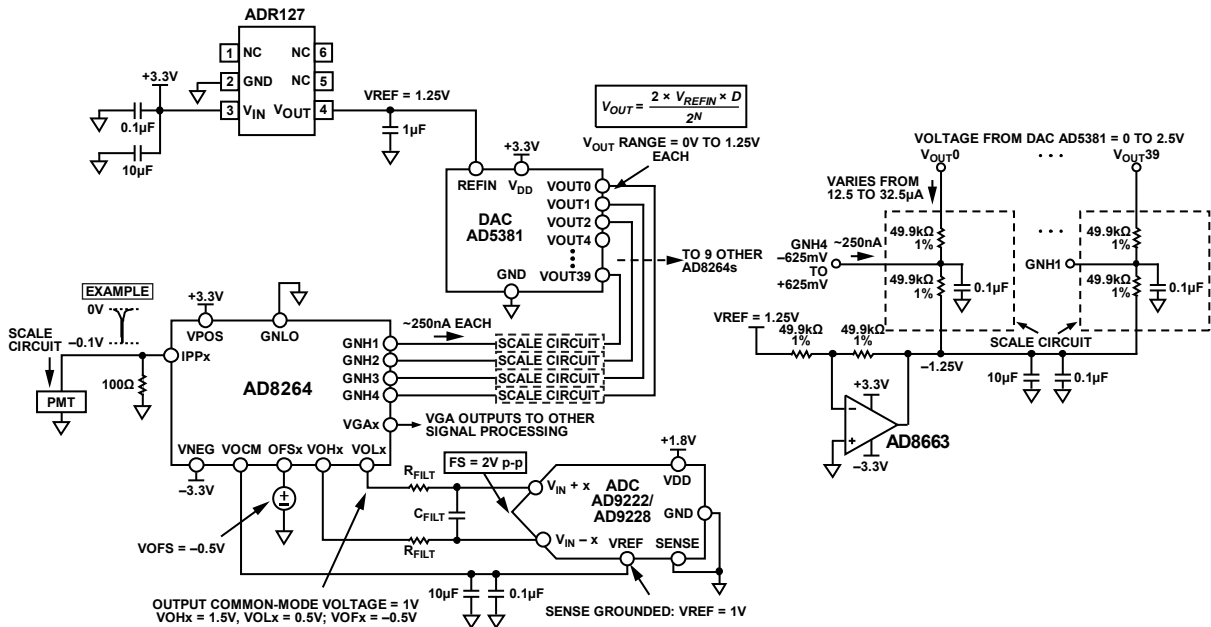 ADR127
1 NC NC 6
2 GND NC 5
3 VIN VOUT 4
+3.3V
0.1µF
10µF
VREF = 1.25V
1µF
VOUT = 2 × VREFIN × D / 2^N
VOUT RANGE = 0V TO 1.25V
EACH
+3.3V
REFIN
VDD
VOUT0
VOUT1
VOUT2
VOUT4
VOUT39
DAC
AD5381
GND
TO 9 OTHER
AD8264s
EXAMPLE
0V
–0.1V
SCALE
CIRCUIT
PMT
100Ω
+3.3V
VPOS
GNLO
IPPx
AD8264
GNH1
GNH2
GNH3
GNH4
VGAx
~250nA EACH
SCALE CIRCUIT
SCALE CIRCUIT
SCALE CIRCUIT
SCALE CIRCUIT
VGA OUTPUTS TO OTHER
SIGNAL PROCESSING
VNEG VOCM OFSx VOHx VOLx
–3.3V
VOFS = –0.5V
RFILT
CFILT
RFILT
FS = 2V p-p
+1.8V
VDD
VIN + x
VIN – x
ADC
AD9222/
AD9228
GND
VREF
SENSE
10µF
0.1µF
OUTPUT COMMON-MODE VOLTAGE = 1V
VOHx = 1.5V, VOLx = 0.5V; VOFx = –0.5V
SENSE GROUNDED: VREF = 1V
VOLTAGE FROM DAC AD5381 = 0 TO 2.5V
VOUT0
VOUT39
VARIES FROM
12.5 TO 32.5µA
49.9kΩ
1%
49.9kΩ
1%
0.1µF
GNH4
–625mV
TO
+625mV
~250nA
49.9kΩ
1%
49.9kΩ
1%
0.1µF
GNH1
SCALE CIRCUIT
VREF = 1.25V
49.9kΩ
1%
49.9kΩ
1%
–1.25V
10µF
0.1µF
+3.3V
AD8663
–3.3V